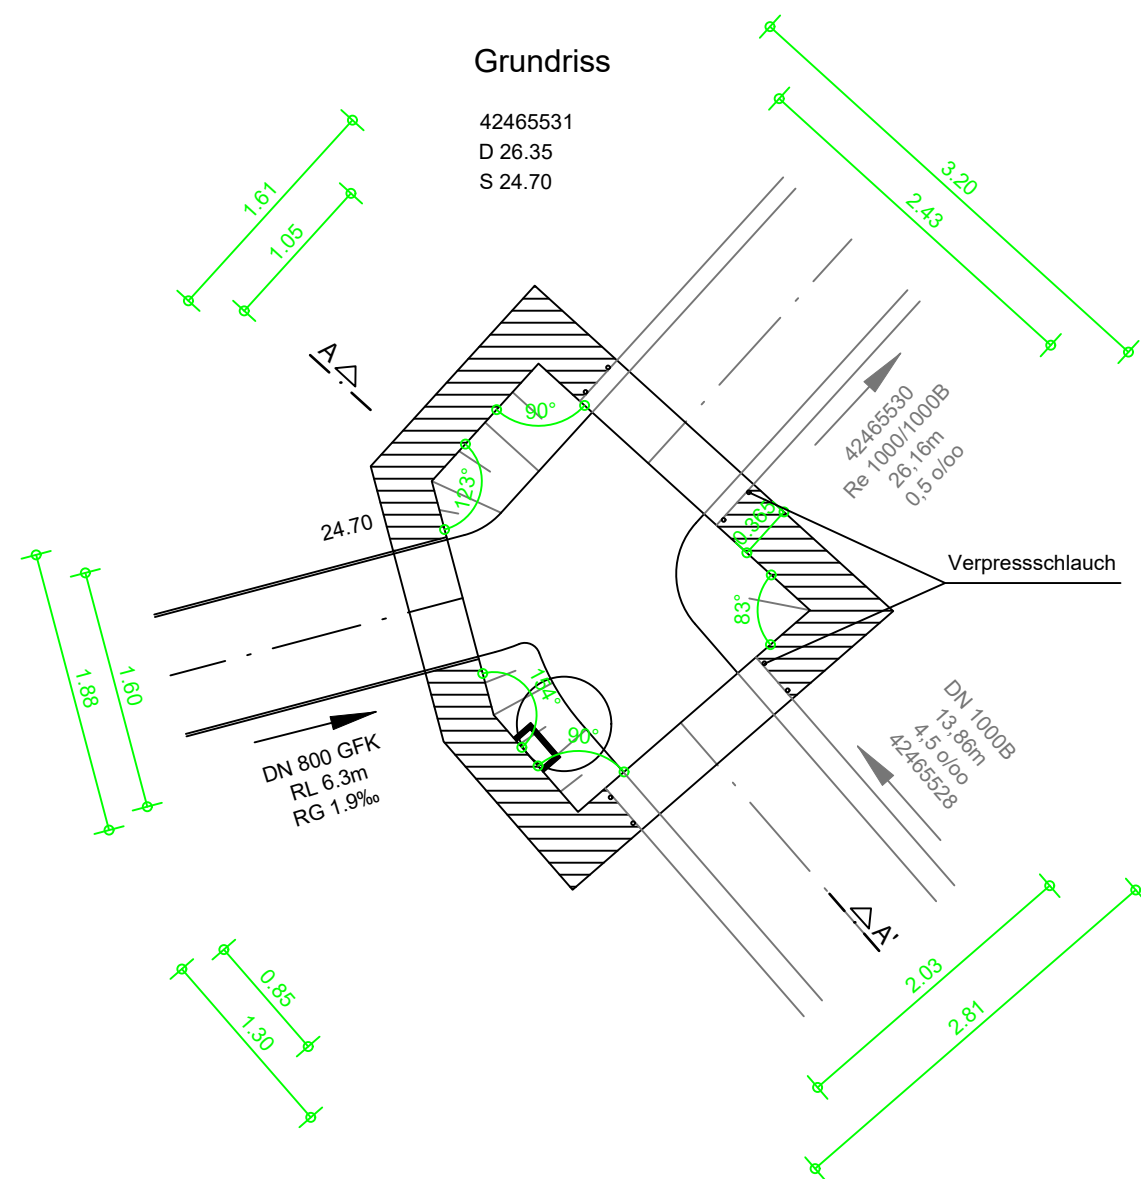 Grundriss
42465531
D 26.35
S 24.70
3.20
2.43
1.61
1.05
A
90°
123°
24.70
42465530
Re 1000/1000B
26,16m
0,5 o/oo
0.365
Verpressschlauch
83°
1.88
1.60
154°
90°
DN 800 GFK
RL 6.3m
RG 1.9‰
DN 1000B
13,86m
4,5 o/oo
42465528
A'
0.85
1.30
2.03
2.81